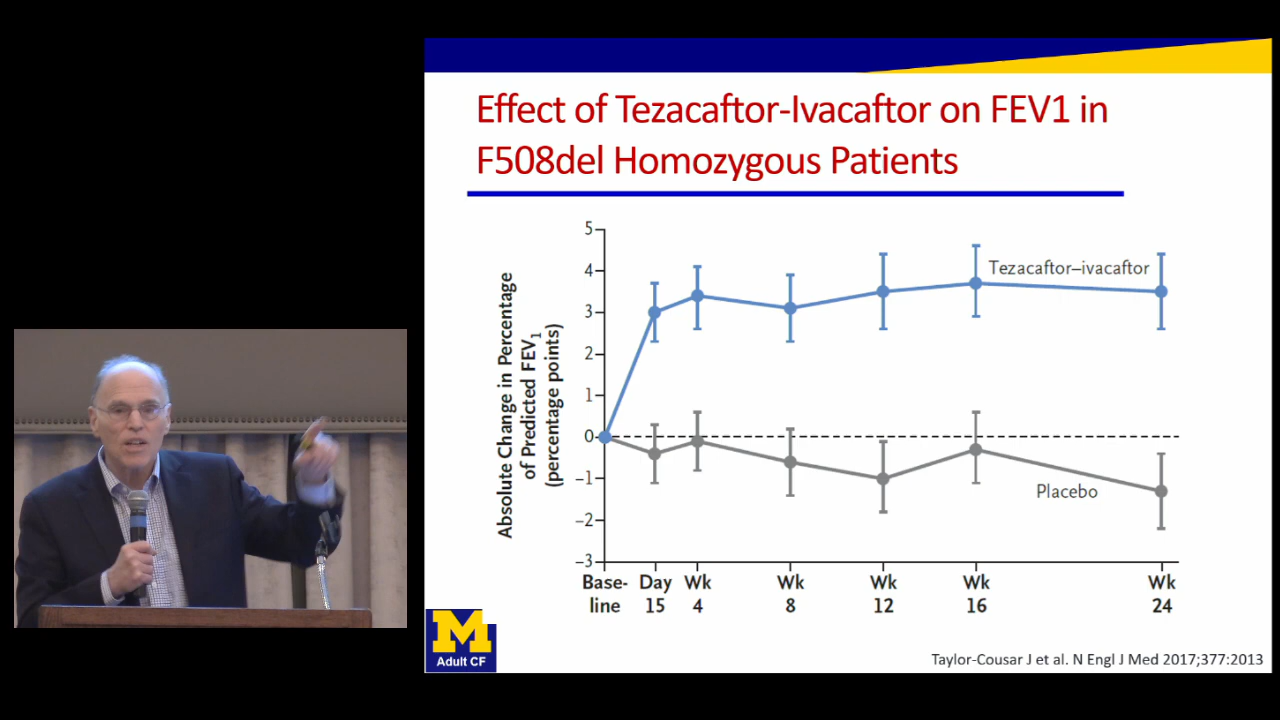 Effect of Tezacaftor-Ivacaftor on FEV1 in
F508del Homozygous Patients
Absolute Change in Percentage
of Predicted FEV1
(percentage points)
5
4
3
2
1
0
−1
−2
−3
Tezacaftor–ivacaftor
Placebo
Base-
line
Day
15
Wk
4
Wk
8
Wk
12
Wk
16
Wk
24
M
Adult CF
Taylor-Cousar J et al. N Engl J Med 2017;377:2013